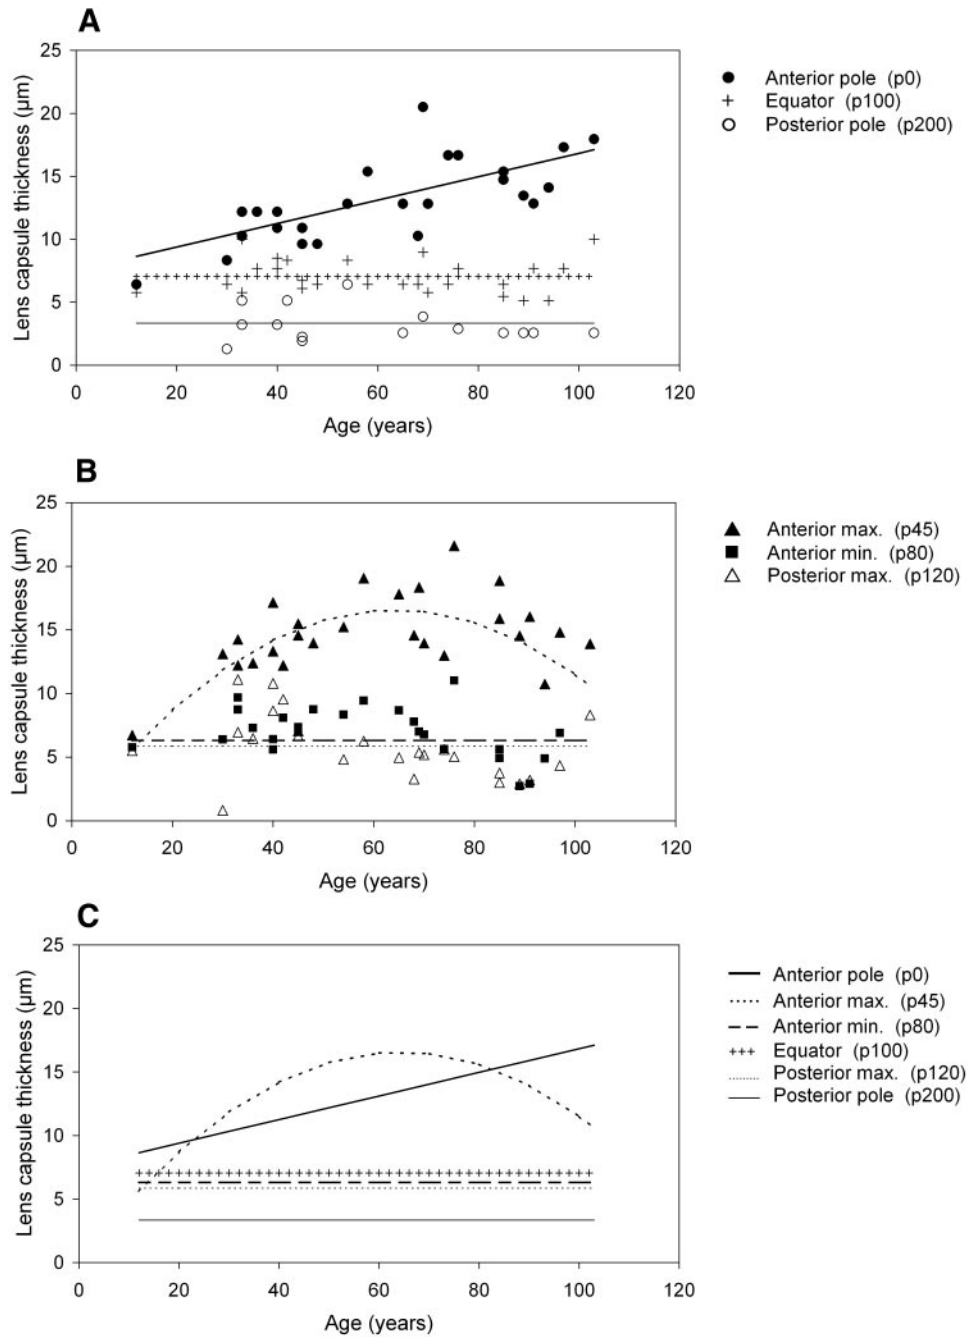 A
25
20
15
10
5
0
Lens capsule thickness (μm)
0 20 40 60 80 100 120
Age (years)
Anterior pole (p0)
Equator (p100)
Posterior pole (p200)
B
25
20
15
10
5
0
Lens capsule thickness (μm)
0 20 40 60 80 100 120
Age (years)
Anterior max. (p45)
Anterior min. (p80)
Posterior max. (p120)
C
25
20
15
10
5
0
Lens capsule thickness (μm)
0 20 40 60 80 100 120
Age (years)
Anterior pole (p0)
Anterior max. (p45)
Anterior min. (p80)
Equator (p100)
Posterior max. (p120)
Posterior pole (p200)